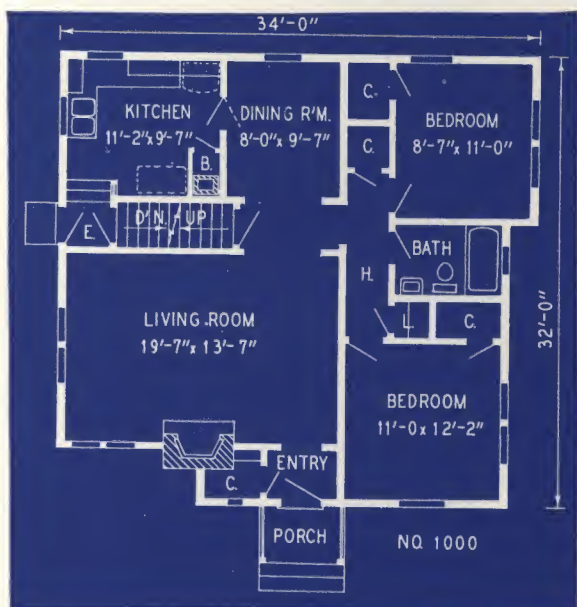 34'-0"
KITCHEN
11'-2"x9'-7"
DINING R'M.
8'-0"x 9'-7"
C.
BEDROOM
8'-7"x 11'-0"
C.
B.
E.
D'N. UP
BATH
H.
LIVING ROOM
19'-7"x 13'-7"
L.
C.
32'-0"
BEDROOM
11'-0 x 12'-2"
ENTRY
C.
PORCH
NO. 1000